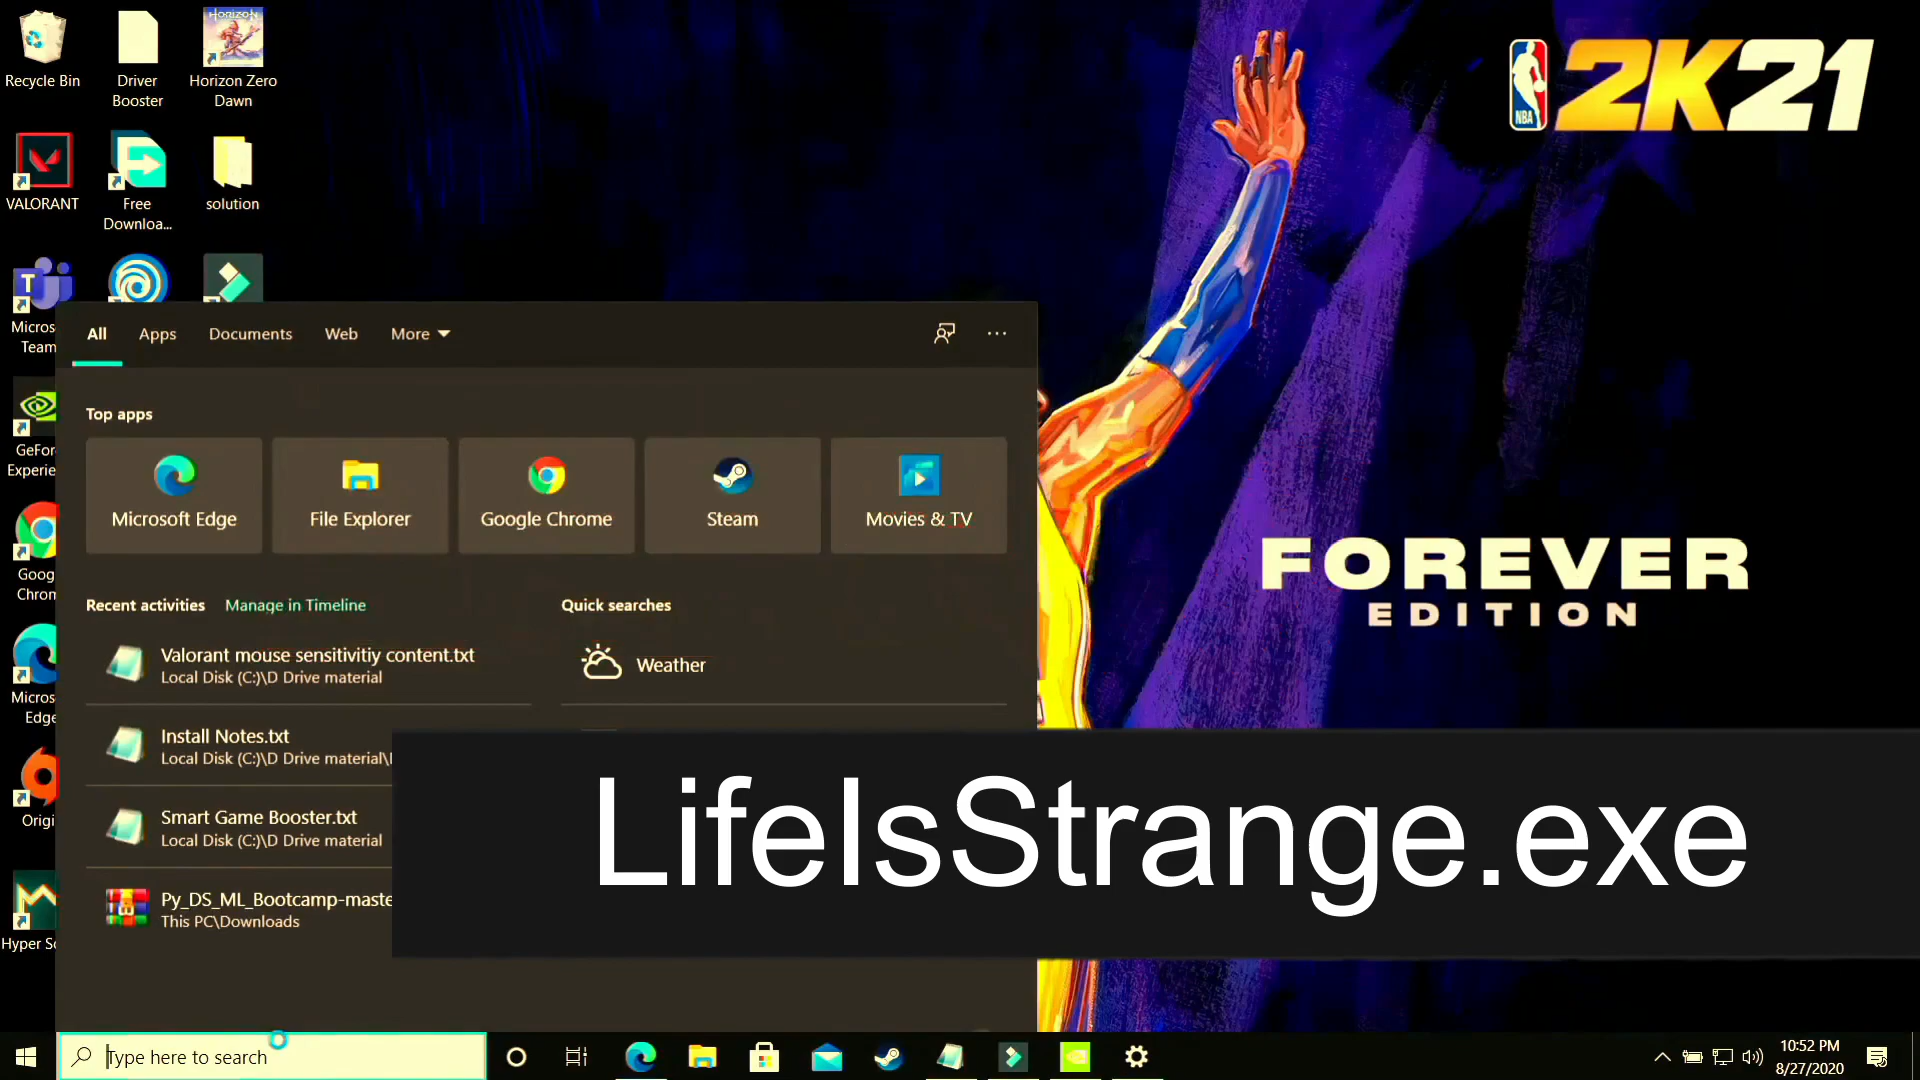 Recycle Bin
Driver
Booster
HORIZON
Horizon Zero
Dawn
VALORANT
Free
Downloa...
solution
Micros
Team
GeFor
Experie
Goog
Chrom
Micros
Edge
Origi
Hyper Sc
NBA 2K21
FOREVER
EDITION
All
Apps
Documents
Web
More
Top apps
Microsoft Edge
File Explorer
Google Chrome
Steam
Movies & TV
Recent activities
Manage in Timeline
Quick searches
Valorant mouse sensitivitiy content.txt
Local Disk (C:)\D Drive material
Weather
Install Notes.txt
Local Disk (C:)\D Drive material\
Smart Game Booster.txt
Local Disk (C:)\D Drive material
Py_DS_ML_Bootcamp-maste
This PC\Downloads
LifeIsStrange.exe
Type here to search
10:52 PM
8/27/2020